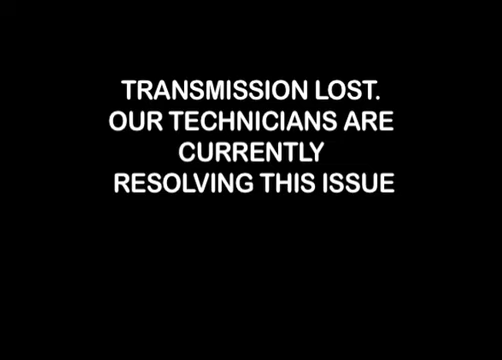 TRANSMISSION LOST.
OUR TECHNICIANS ARE
CURRENTLY
RESOLVING THIS ISSUE